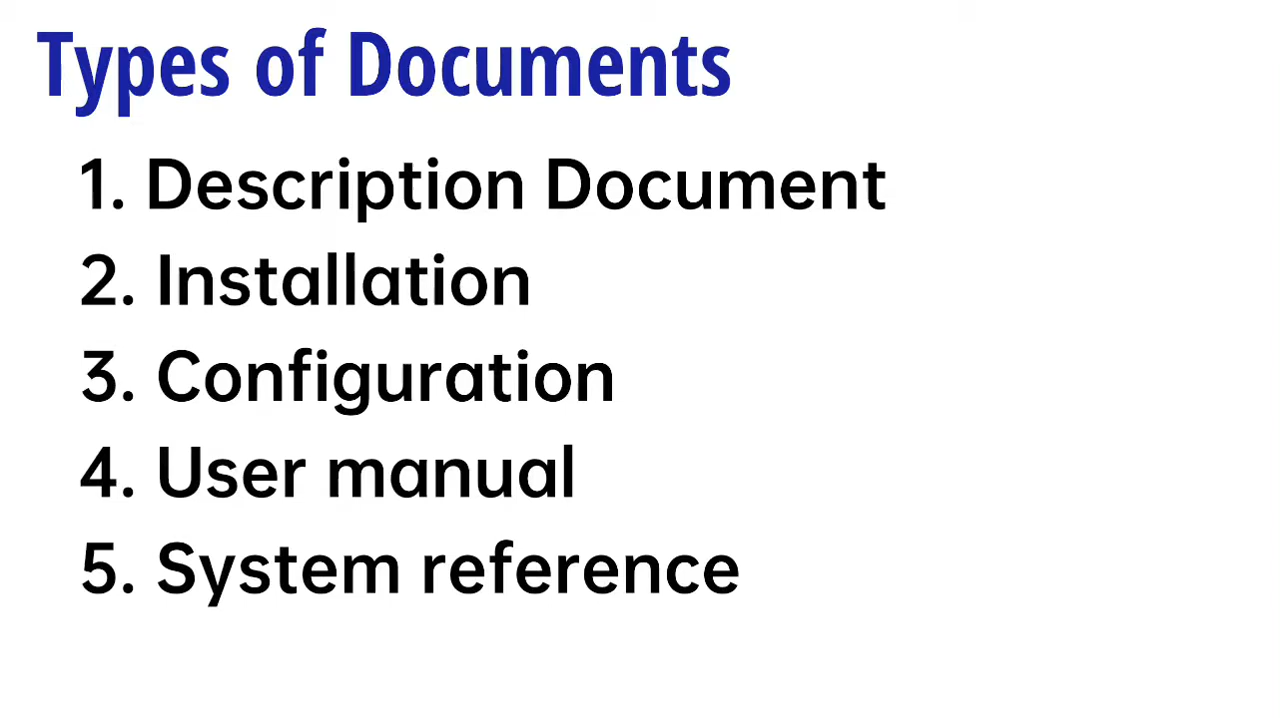 Types of Documents
1. Description Document
2. Installation
3. Configuration
4. User manual
5. System reference